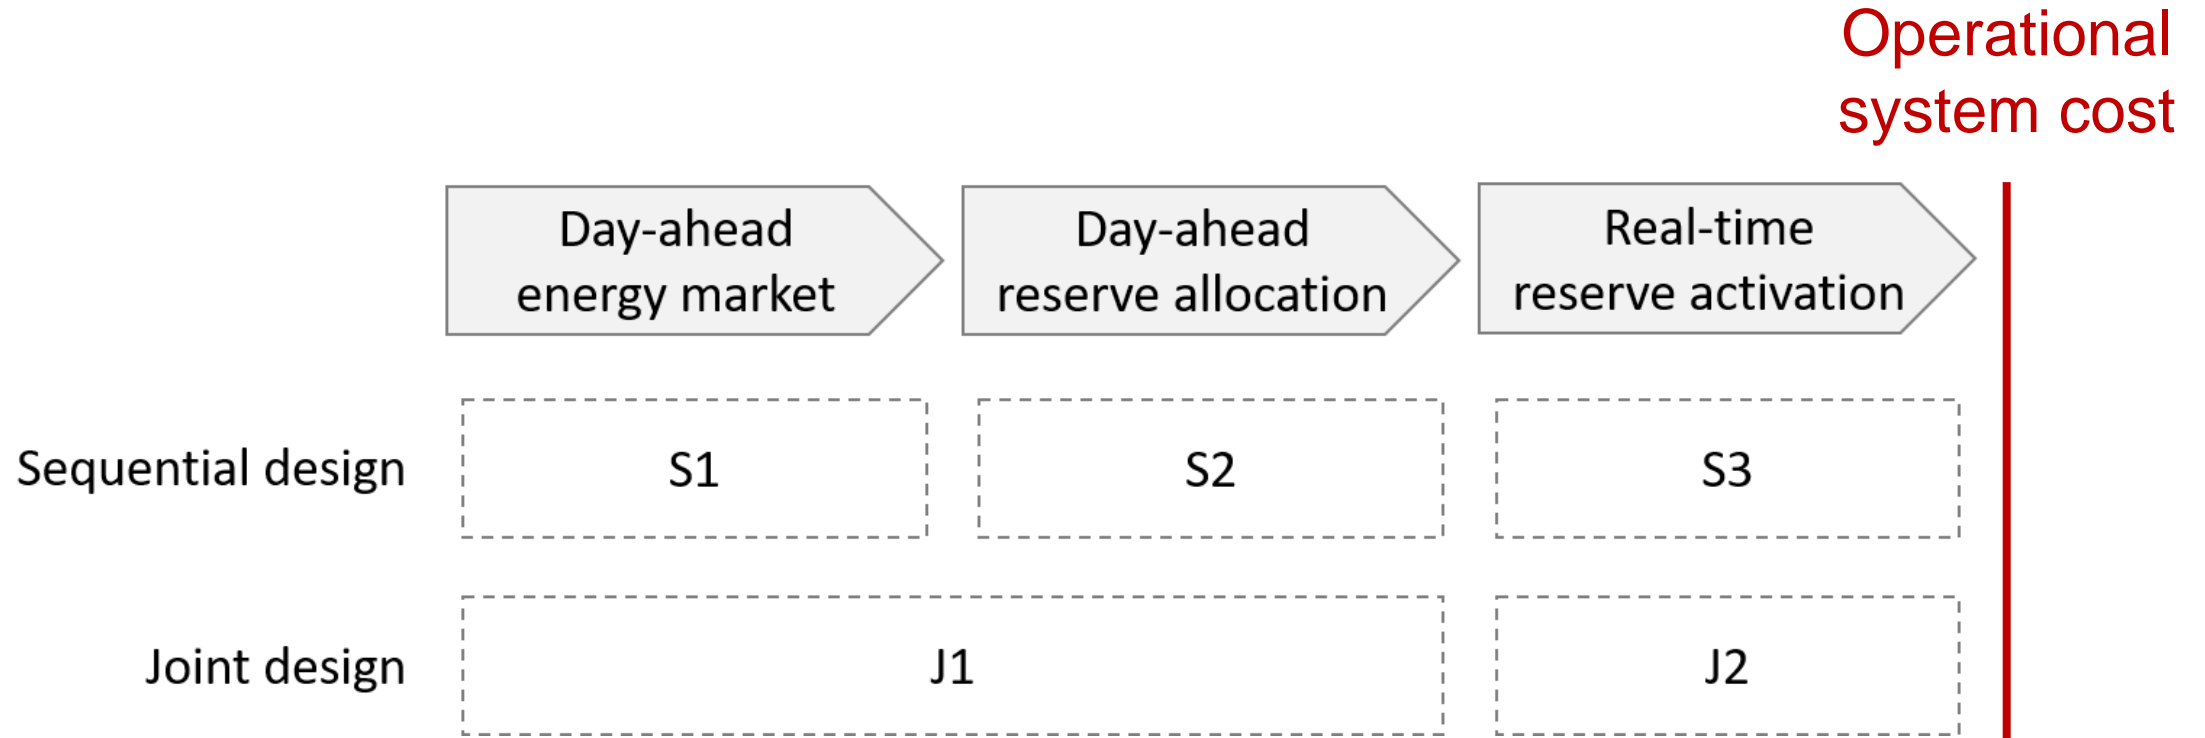 Operational
system cost
Day-ahead
energy market
Day-ahead
reserve allocation
Real-time
reserve activation
Sequential design
S1
S2
S3
Joint design
J1
J2